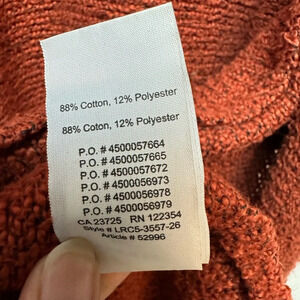 88% Cotton, 12% Polyester
88% Coton, 12% Polyester
P.O. # 4500057664
P.O. # 4500057665
P.O. # 4500057672
P.O. # 4500056973
P.O. # 4500056978
P.O. # 4500056979
CA 23725 RN 122354
Style # LRC5-3557-26
Article # 52996